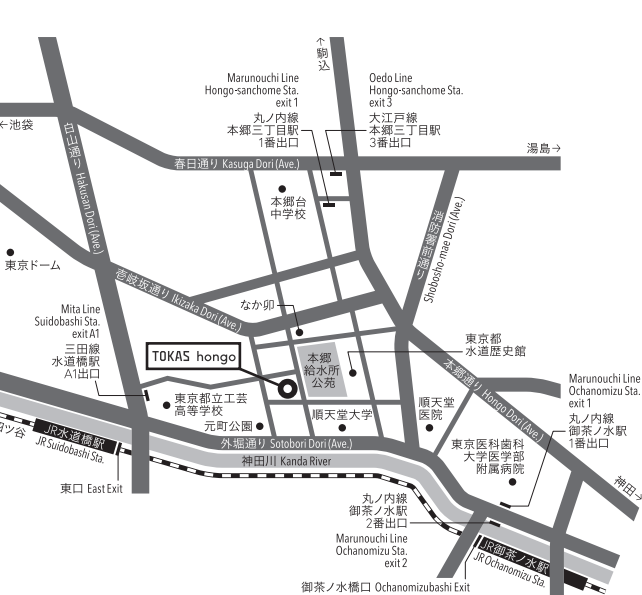 ↑駒込
Marunouchi Line
Hongo-sanchome Sta.
exit 1
丸ノ内線
本郷三丁目駅
1番出口
Oedo Line
Hongo-sanchome Sta.
exit 3
大江戸線
本郷三丁目駅
3番出口
←池袋
湯島→
白山通り Hakusan Dori (Ave.)
春日通り Kasuga Dori (Ave.)
本郷台
中学校
消防署前通り
Shobosho-mae Dori (Ave.)
東京ドーム
壱岐坂通り Ikizaka Dori (Ave.)
なか卯
Mita Line
Suidobashi Sta.
exit A1
三田線
水道橋駅
A1出口
TOKAS hongo
本郷
給水所
公苑
東京都
水道歴史館
本郷通り Hongo Dori (Ave.)
Marunouchi Line
Ochanomizu Sta.
exit 1
丸ノ内線
御茶ノ水駅
1番出口
東京都立工芸
高等学校
元町公園
順天堂大学
順天堂
医院
東京医科歯科
大学医学部
附属病院
外堀通り Sotobori Dori (Ave.)
神田川 Kanda River
四ツ谷
JR水道橋駅
JR Suidobashi Sta.
東口 East Exit
神田→
丸ノ内線
御茶ノ水駅
2番出口
Marunouchi Line
Ochanomizu Sta.
exit 2
JR御茶ノ水駅
JR Ochanomizu Sta.
御茶ノ水橋口 Ochanomizubashi Exit